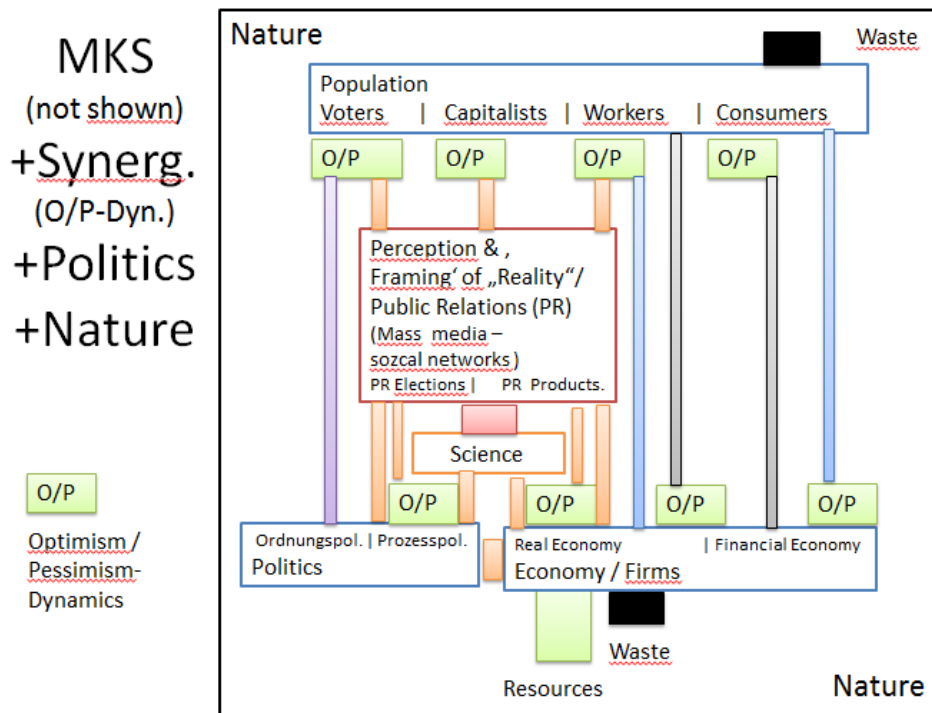 MKS
(not shown)
+Synerg.
(O/P-Dyn.)
+Politics
+Nature
O/P
Optimism /
Pessimism-
Dynamics
Nature
Waste
Population
Voters | Capitalists | Workers | Consumers
O/P O/P O/P O/P
Perception & ,
Framing‘ of „Reality“/
Public Relations (PR)
(Mass media –
sozcal networks)
PR Elections | PR Products.
Science
O/P O/P O/P O/P
Ordnungspol. | Prozesspol.
Politics
Real Economy | Financial Economy
Economy / Firms
Waste
Resources
Nature